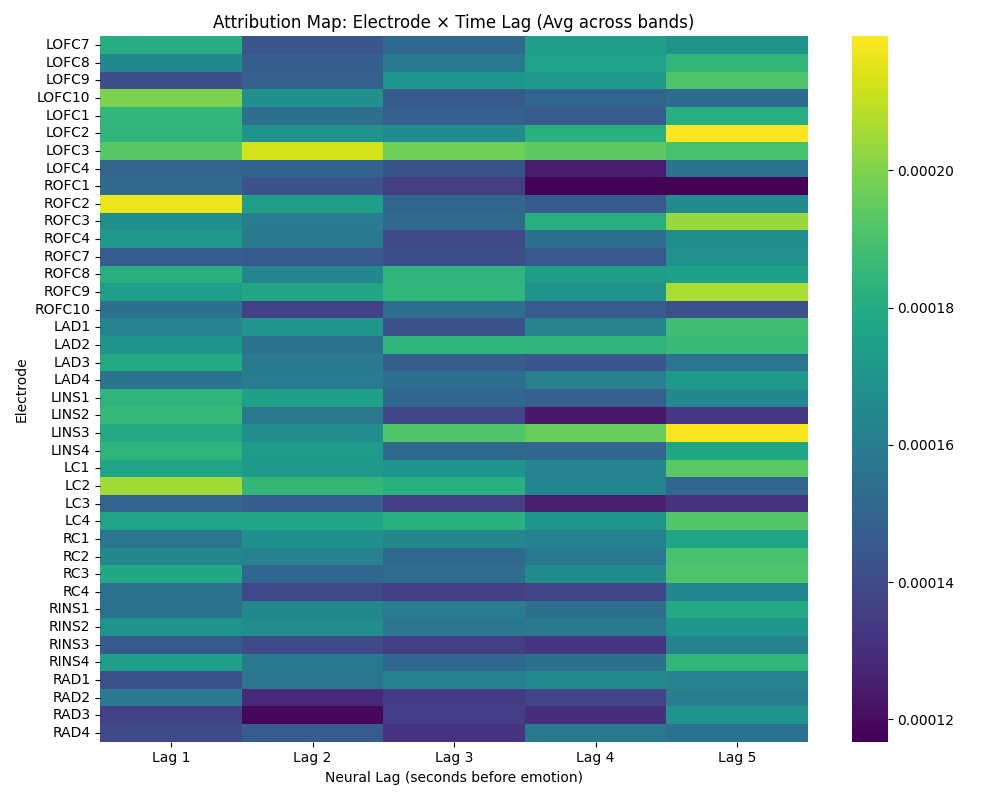 Attribution Map: Electrode × Time Lag (Avg across bands)
Electrode
LOFC7
LOFC8
LOFC9
LOFC10
LOFC1
LOFC2
LOFC3
LOFC4
ROFC1
ROFC2
ROFC3
ROFC4
ROFC7
ROFC8
ROFC9
ROFC10
LAD1
LAD2
LAD3
LAD4
LINS1
LINS2
LINS3
LINS4
LC1
LC2
LC3
LC4
RC1
RC2
RC3
RC4
RINS1
RINS2
RINS3
RINS4
RAD1
RAD2
RAD3
RAD4
Lag 1 Lag 2 Lag 3 Lag 4 Lag 5
Neural Lag (seconds before emotion)
0.00020
0.00018
0.00016
0.00014
0.00012